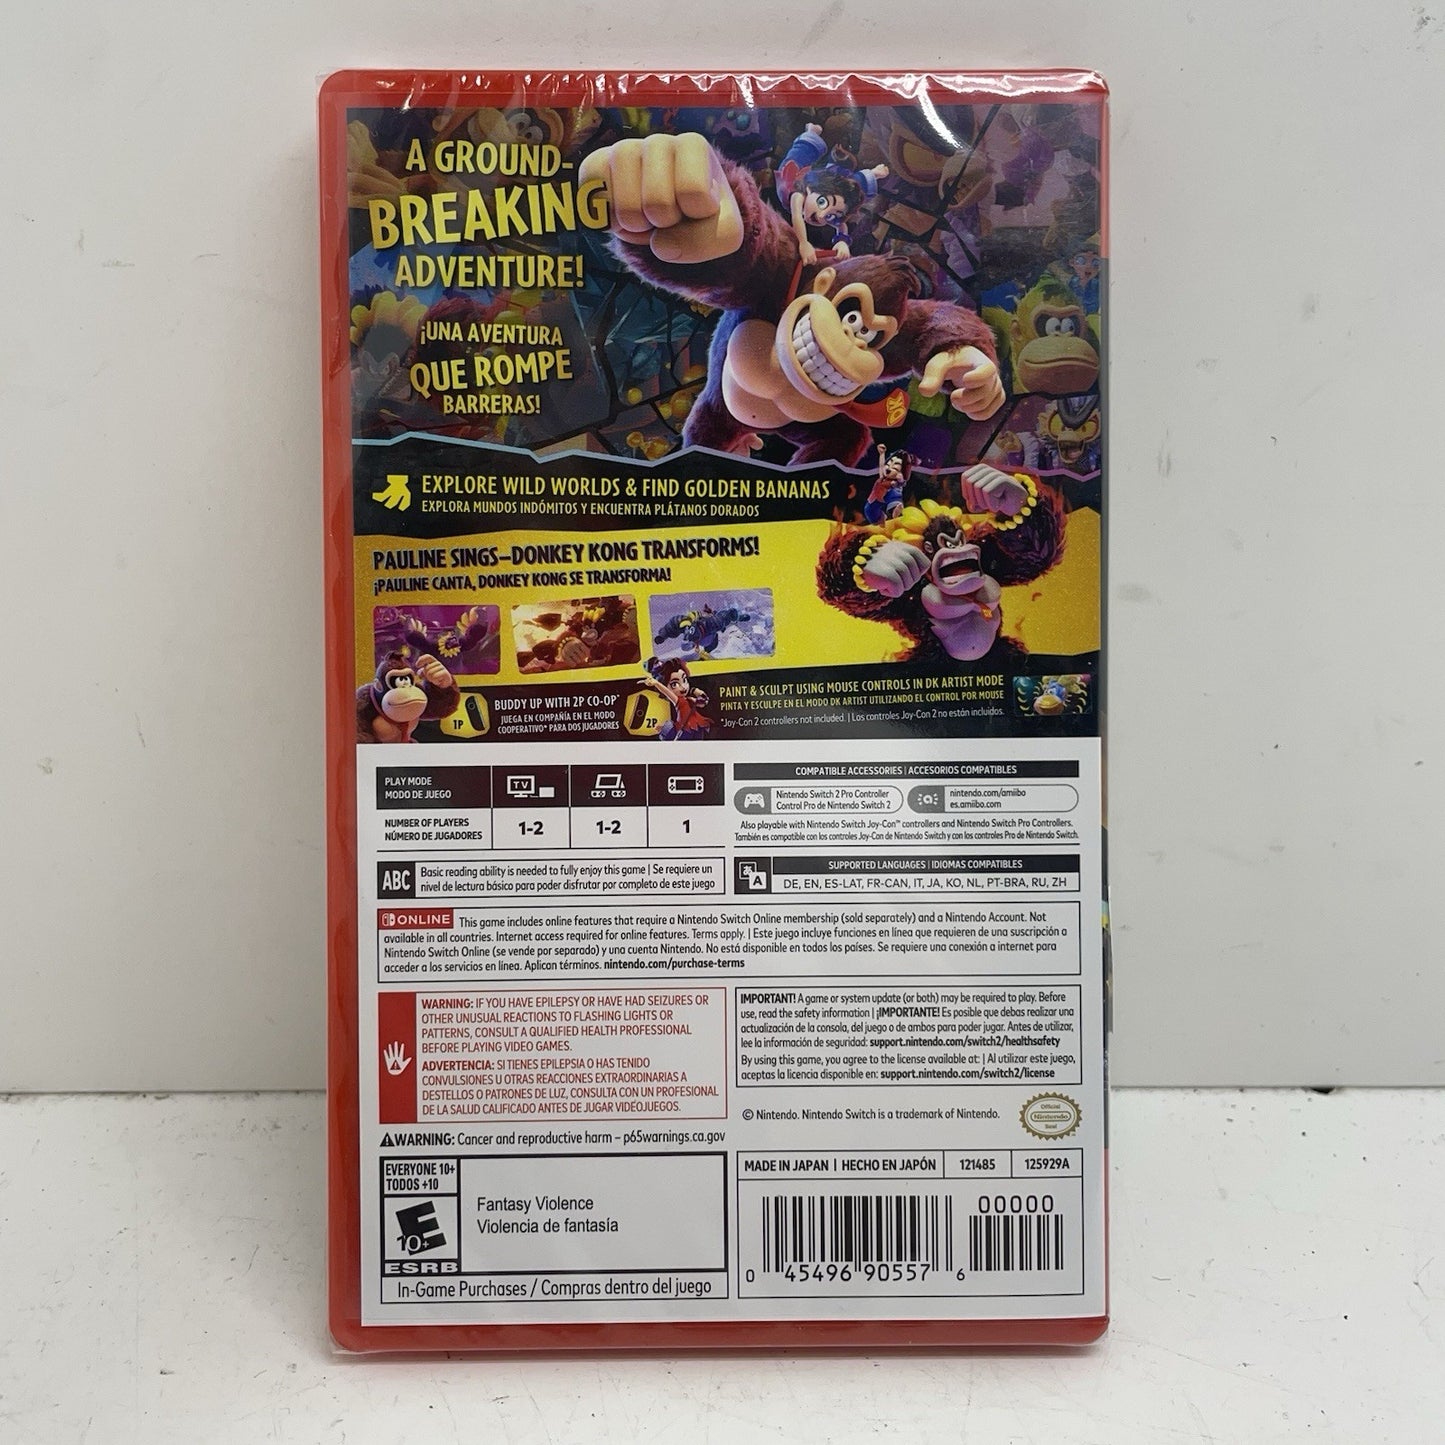 A GROUND-
BREAKING
ADVENTURE!
¡UNA AVENTURA
QUE ROMPE
BARRERAS!
DK
EXPLORE WILD WORLDS & FIND GOLDEN BANANAS
EXPLORA MUNDOS INDÓMITOS Y ENCUENTRA PLÁTANOS DORADOS
PAULINE SINGS–DONKEY KONG TRANSFORMS!
¡PAULINE CANTA, DONKEY KONG SE TRANSFORMA!
1P
BUDDY UP WITH 2P CO-OP*
JUEGA EN COMPAÑÍA EN EL MODO
COOPERATIVO* PARA DOS JUGADORES
2P
PAINT & SCULPT USING MOUSE CONTROLS IN DK ARTIST MODE
PINTA Y ESCULPE EN EL MODO DK ARTIST UTILIZANDO EL CONTROL POR MOUSE
*Joy-Con 2 controllers not included. | Los controles Joy-Con 2 no están incluidos.
PLAY MODE
MODO DE JUEGO
TV
NUMBER OF PLAYERS
NÚMERO DE JUGADORES
1-2 1-2 1
COMPATIBLE ACCESSORIES | ACCESORIOS COMPATIBLES
Nintendo Switch 2 Pro Controller
Control Pro de Nintendo Switch 2
nintendo.com/amiibo
es.amiibo.com
Also playable with Nintendo Switch Joy-Con™ controllers and Nintendo Switch Pro Controllers.
También es compatible con los controles Joy-Con de Nintendo Switch y con los controles Pro de Nintendo Switch.
ABC
Basic reading ability is needed to fully enjoy this game | Se requiere un
nivel de lectura básico para poder disfrutar por completo de este juego
A
SUPPORTED LANGUAGES | IDIOMAS COMPATIBLES
DE, EN, ES-LAT, FR-CAN, IT, JA, KO, NL, PT-BRA, RU, ZH
ONLINE This game includes online features that require a Nintendo Switch Online membership (sold separately) and a Nintendo Account. Not
available in all countries. Internet access required for online features. Terms apply. | Este juego incluye funciones en línea que requieren de una suscripción a
Nintendo Switch Online (se vende por separado) y una cuenta Nintendo. No está disponible en todos los países. Se requiere una conexión a internet para
acceder a los servicios en línea. Aplican términos. nintendo.com/purchase-terms
WARNING: IF YOU HAVE EPILEPSY OR HAVE HAD SEIZURES OR
OTHER UNUSUAL REACTIONS TO FLASHING LIGHTS OR
PATTERNS, CONSULT A QUALIFIED HEALTH PROFESSIONAL
BEFORE PLAYING VIDEO GAMES.
ADVERTENCIA: SI TIENES EPILEPSIA O HAS TENIDO
CONVULSIONES U OTRAS REACCIONES EXTRAORDINARIAS A
DESTELLOS O PATRONES DE LUZ, CONSULTA CON UN PROFESIONAL
DE LA SALUD CALIFICADO ANTES DE JUGAR VIDEOJUEGOS.
IMPORTANT! A game or system update (or both) may be required to play. Before
use, read the safety information | ¡IMPORTANTE! Es posible que debas realizar una
actualización de la consola, del juego o de ambos para poder jugar. Antes de utilizar,
lee la información de seguridad: support.nintendo.com/switch2/healthsafety
By using this game, you agree to the license available at: | Al utilizar este juego,
aceptas la licencia disponible en: support.nintendo.com/switch2/license
© Nintendo. Nintendo Switch is a trademark of Nintendo.
Official
Nintendo
Seal
WARNING: Cancer and reproductive harm – p65warnings.ca.gov
EVERYONE 10+
TODOS +10
E
10+
ESRB
Fantasy Violence
Violencia de fantasía
In-Game Purchases / Compras dentro del juego
MADE IN JAPAN | HECHO EN JAPÓN 121485 125929A
00000
0 45496 90557 6